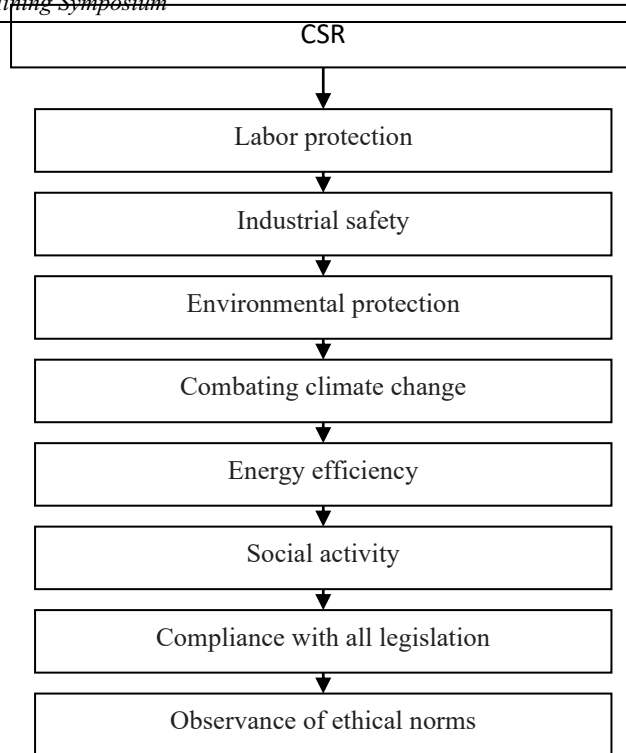 Symposium
CSR
Labor protection
Industrial safety
Environmental protection
Combating climate change
Energy efficiency
Social activity
Compliance with all legislation
Observance of ethical norms